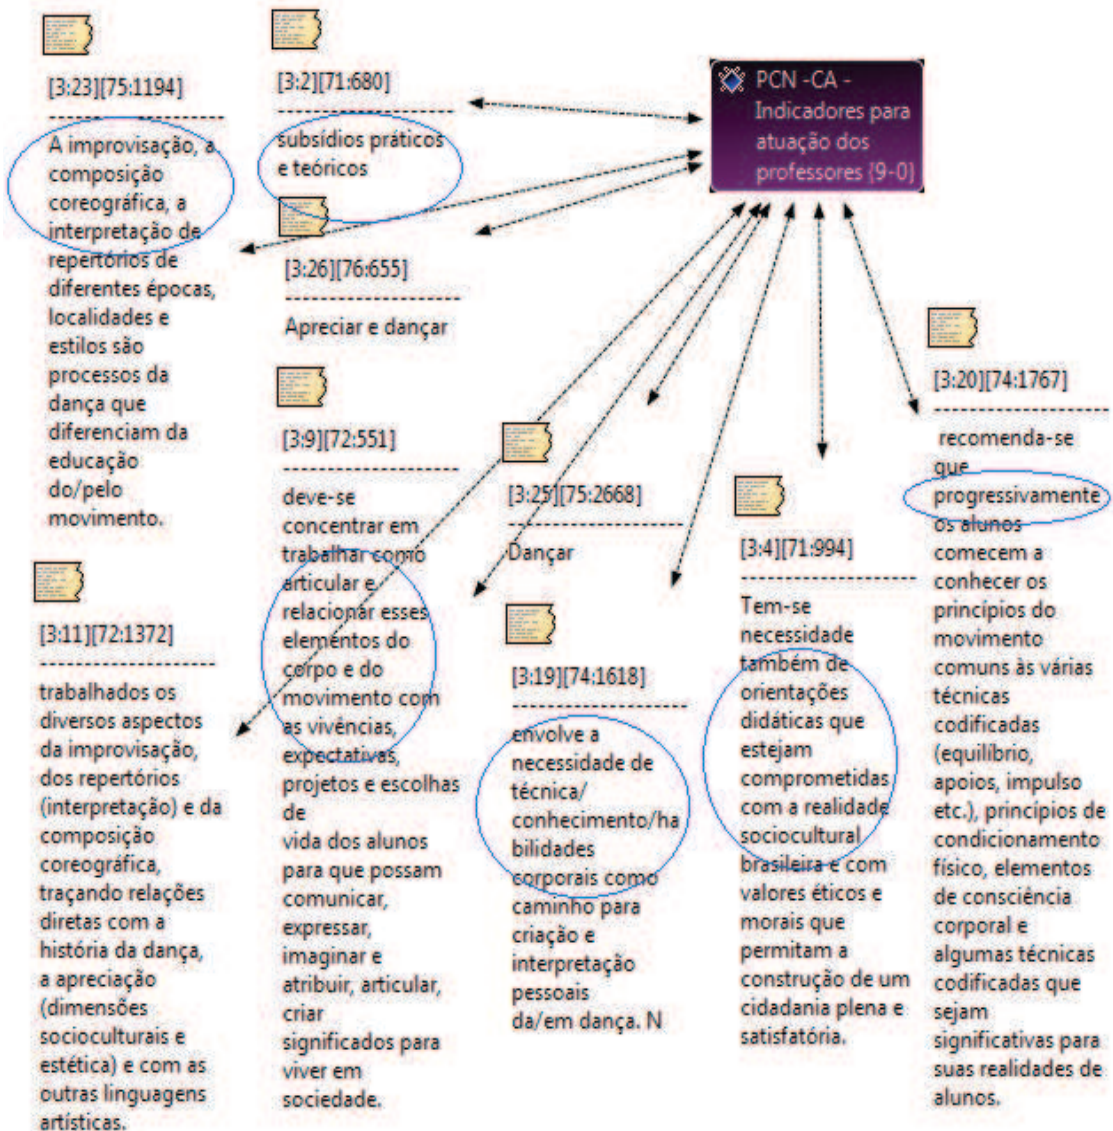 PCN -CA -
Indicadores para
atuação dos
professores {9-0}
[3:23][75:1194]
A improvisação, a
composição
coreográfica, a
interpretação de
repertórios de
diferentes épocas,
localidades e
estilos são
processos da
dança que
diferenciam da
educação
do/pelo
movimento.
[3:2][71:680]
subsídios práticos
e teóricos
[3:26][76:655]
Apreciar e dançar
[3:9][72:551]
deve-se
concentrar em
trabalhar como
articular e
relacionar esses
elementos do
corpo e do
movimento com
as vivências,
expectativas,
projetos e escolhas
de
vida dos alunos
para que possam
comunicar,
expressar,
imaginar e
atribuir, articular,
criar
significados para
viver em
sociedade.
[3:11][72:1372]
trabalhados os
diversos aspectos
da improvisação,
dos repertórios
(interpretação) e da
composição
coreográfica,
traçando relações
diretas com a
história da dança,
a apreciação
(dimensões
socioculturais e
estética) e com as
outras linguagens
artísticas.
[3:25][75:2668]
Dançar
[3:19][74:1618]
envolve a
necessidade de
técnica/
conhecimento/ha
bilidades
corporais como
caminho para
criação e
interpretação
pessoais
da/em dança. N
[3:4][71:994]
Tem-se
necessidade
também de
orientações
didáticas que
estejam
comprometidas
com a realidade
sociocultural
brasileira e com
valores éticos e
morais que
permitam a
construção de um
cidadania plena e
satisfatória.
[3:20][74:1767]
recomenda-se
que
progressivamente
os alunos
comecem a
conhecer os
princípios do
movimento
comuns às várias
técnicas
codificadas
(equilíbrio,
apoios, impulso
etc.), princípios de
condicionamento
físico, elementos
de consciência
corporal e
algumas técnicas
codificadas que
sejam
significativas para
suas realidades de
alunos.